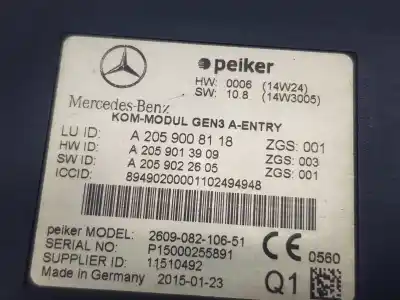 peiker
HW: 0006 (14W24)
SW: 10.8 (14W3005)
Mercedes-Benz
KOM-MODUL GEN3 A-ENTRY
LU ID: A 205 900 81 18 ZGS: 001
HW ID: A 205 901 39 09 ZGS: 003
SW ID: A 205 902 26 05 ZGS: 001
ICCID: 89490200001102494948
peiker MODEL: 2609-082-106-51
SERIAL NO: P15000255891
SUPPLIER ID: 11510492
CE 0560
Made in Germany 2015-01-23 Q1